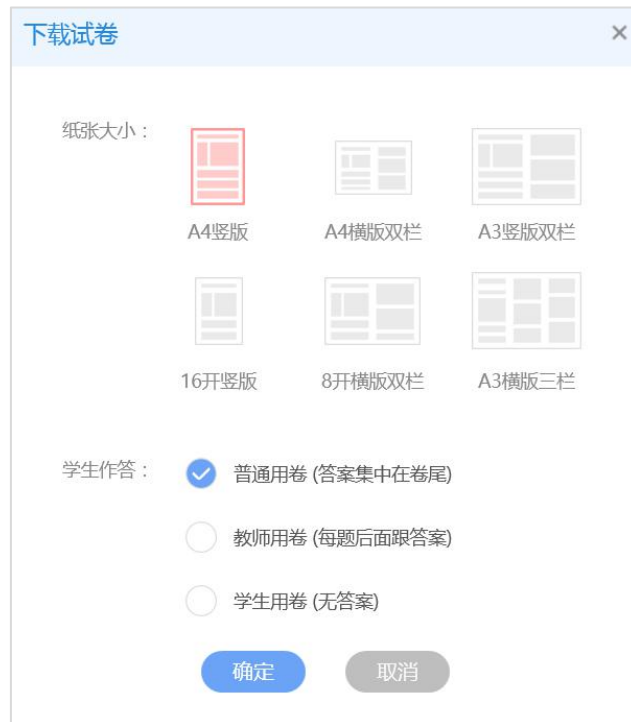 下载试卷
纸张大小：
A4竖版 A4横版双栏 A3竖版双栏
16开竖版 8开横版双栏 A3横版三栏
学生作答：
普通用卷 (答案集中在卷尾)
教师用卷 (每题后面跟答案)
学生用卷 (无答案)
确定 取消